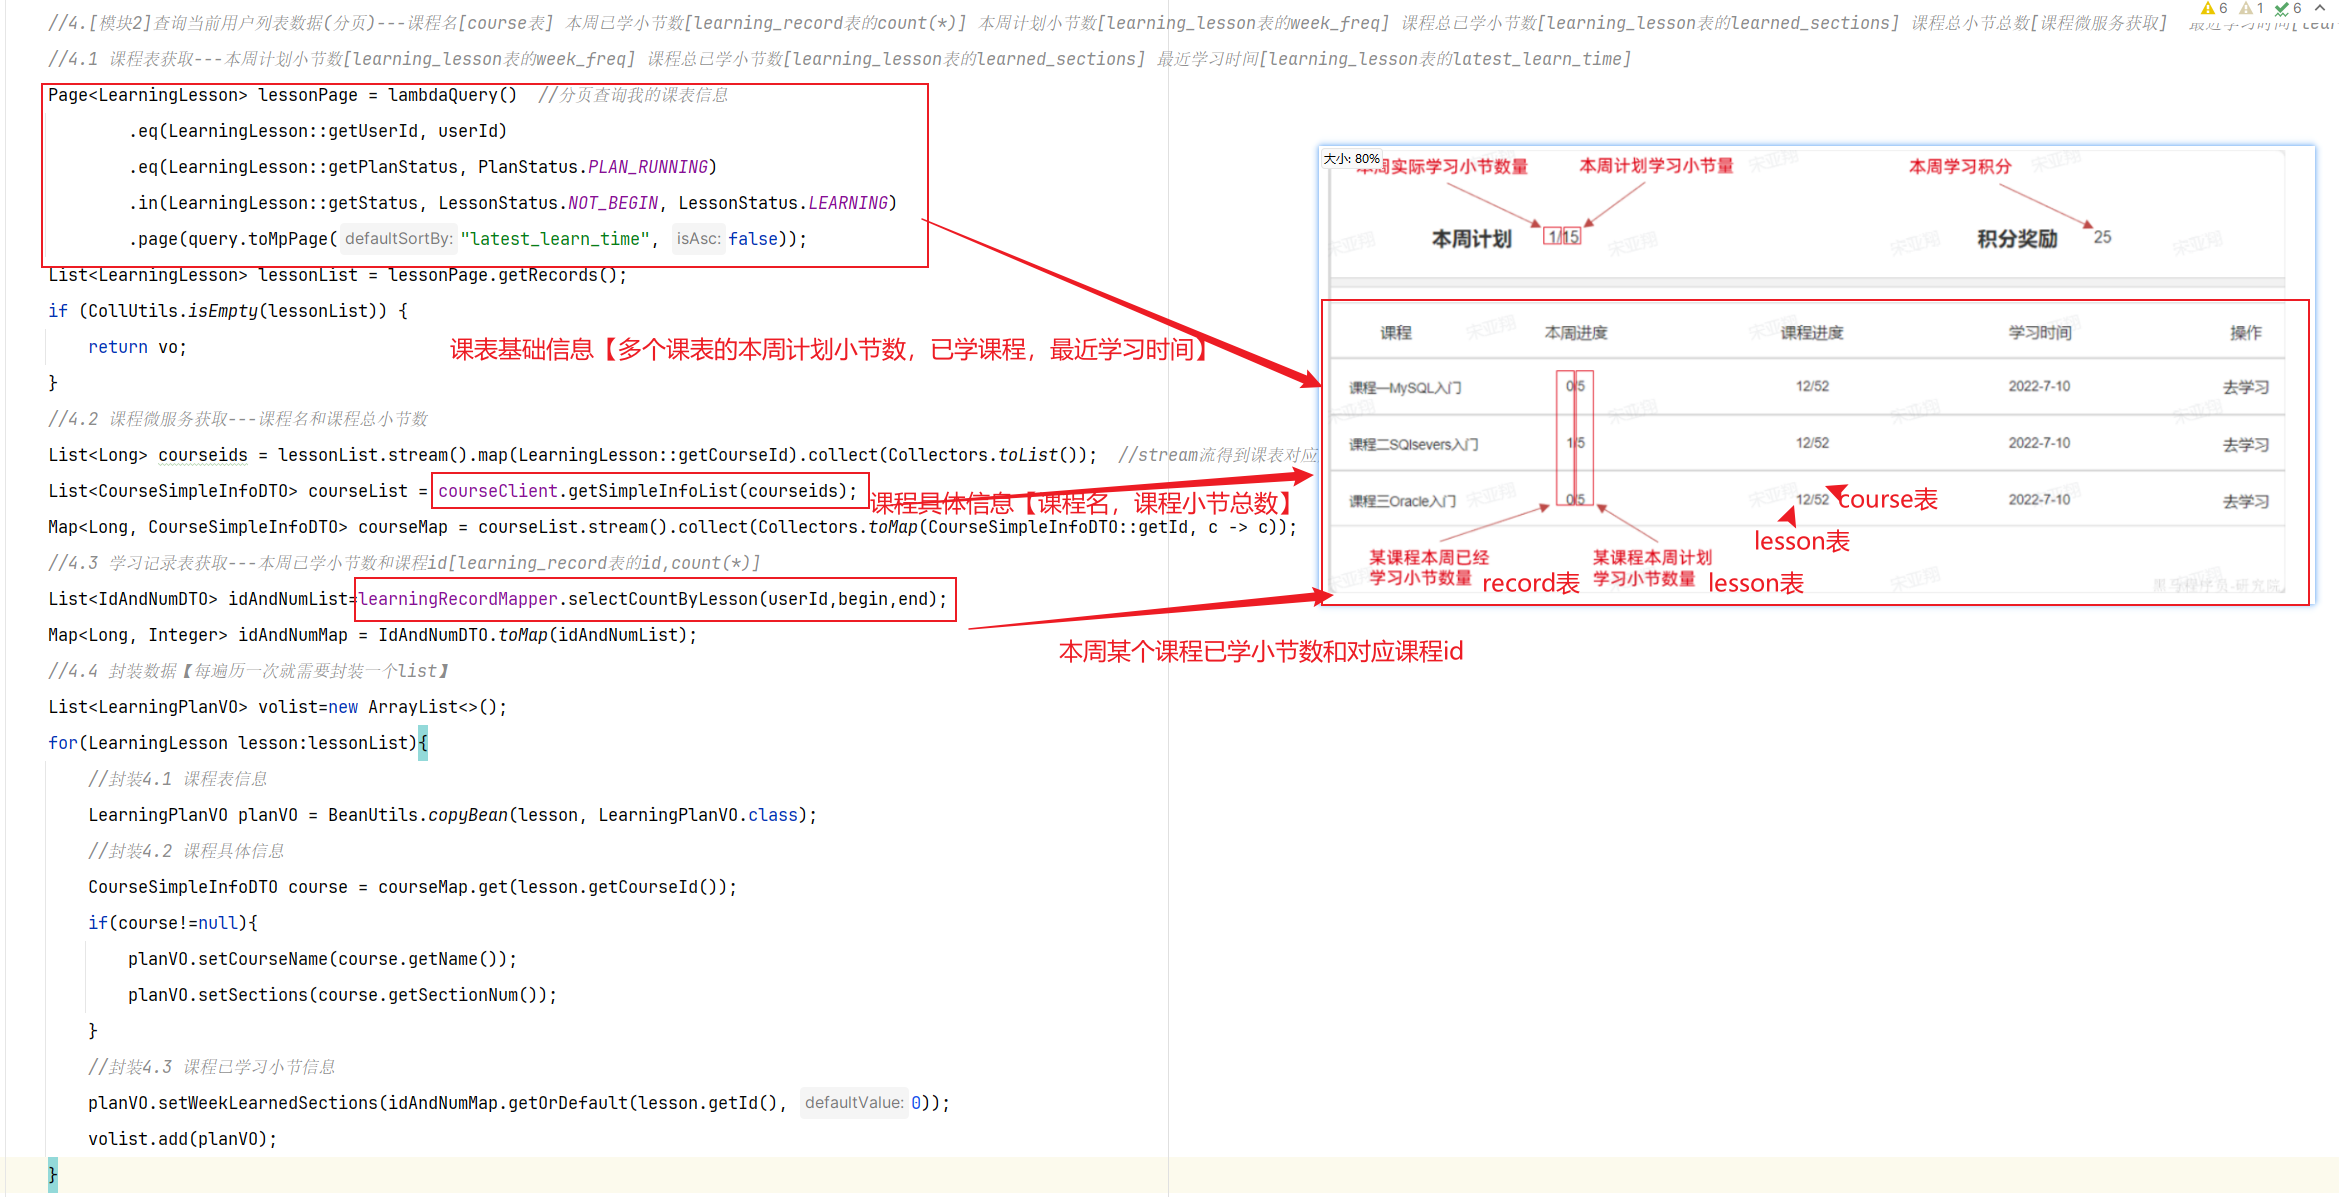 //4.[模块2]查询当前用户列表数据(分页)---课程名[course表] 本周已学小节数[learning_record表的count(*)] 本周计划小节数[learning_lesson表的week_freq] 课程总已学小节数[learning_lesson表的learned_sections] 课程总小节总数[课程微服务获取]
6 1 6
//4.1 课程表获取---本周计划小节数[learning_lesson表的week_freq] 课程总已学小节数[learning_lesson表的learned_sections] 最近学习时间[learning_lesson表的latest_learn_time]
Page<LearningLesson> lessonPage = lambdaQuery() //分页查询我的课表信息
.eq(LearningLesson::getUserId, userId)
.eq(LearningLesson::getPlanStatus, PlanStatus.PLAN_RUNNING)
.in(LearningLesson::getStatus, LessonStatus.NOT_BEGIN, LessonStatus.LEARNING)
.page(query.toMpPage( defaultSortBy: "latest_learn_time", isAsc: false));
List<LearningLesson> lessonList = lessonPage.getRecords();
if (CollUtils.isEmpty(lessonList)) {
return vo;
}
课表基础信息【多个课表的本周计划小节数，已学课程，最近学习时间】
//4.2 课程微服务获取---课程名和课程总小节数
List<Long> courseids = lessonList.stream().map(LearningLesson::getCourseId).collect(Collectors.toList()); //stream流得到课表对应
List<CourseSimpleInfoDTO> courseList = courseClient.getSimpleInfoList(courseids);
课程具体信息【课程名，课程小节总数】
Map<Long, CourseSimpleInfoDTO> courseMap = courseList.stream().collect(Collectors.toMap(CourseSimpleInfoDTO::getId, c -> c));
//4.3 学习记录表获取---本周已学小节数和课程id[learning_record表的id,count(*)]
List<IdAndNumDTO> idAndNumList=learningRecordMapper.selectCountByLesson(userId,begin,end);
Map<Long, Integer> idAndNumMap = IdAndNumDTO.toMap(idAndNumList);
本周某个课程已学小节数和对应课程id
//4.4 封装数据【每遍历一次就需要封装一个list】
List<LearningPlanVO> volist=new ArrayList<>();
for(LearningLesson lesson:lessonList){
//封装4.1 课程表信息
LearningPlanVO planVO = BeanUtils.copyBean(lesson, LearningPlanVO.class);
//封装4.2 课程具体信息
CourseSimpleInfoDTO course = courseMap.get(lesson.getCourseId());
if(course!=null){
planVO.setCourseName(course.getName());
planVO.setSections(course.getSectionNum());
}
//封装4.3 课程已学习小节信息
planVO.setWeekLearnedSections(idAndNumMap.getOrDefault(lesson.getId(), defaultValue: 0));
volist.add(planVO);
}
大小: 80%
本周实际学习小节数量 本周计划学习小节量 本周学习积分
本周计划 1/15 积分奖励 25
课程 本周进度 课程进度 学习时间 操作
课程一MySQL入门 0/5 12/52 2022-7-10 去学习
课程二SQlsevers入门 1/5 12/52 2022-7-10 去学习
课程三Oracle入门 0/5 12/52 2022-7-10 去学习
course表
lesson表
某课程本周已经
学习小节数量
record表
某课程本周计划
学习小节数量
lesson表
黑马程序员-研究院
宋亚翔